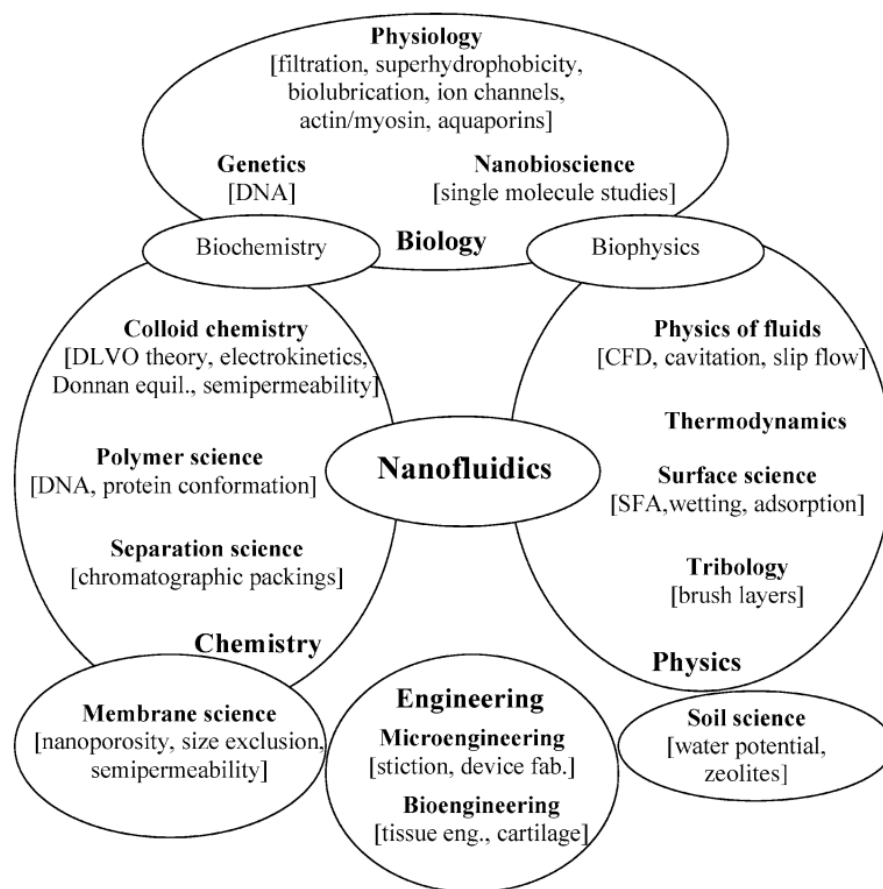 Physiology
[filtration, superhydrophobicity,
biolubrication, ion channels,
actin/myosin, aquaporins]
Genetics
[DNA]
Nanobioscience
[single molecule studies]
Biochemistry
Biology
Biophysics
Colloid chemistry
[DLVO theory, electrokinetics,
Donnan equil., semipermeability]
Physics of fluids
[CFD, cavitation, slip flow]
Thermodynamics
Nanofluidics
Polymer science
[DNA, protein conformation]
Surface science
[SFA,wetting, adsorption]
Separation science
[chromatographic packings]
Tribology
[brush layers]
Chemistry
Physics
Membrane science
[nanoporosity, size exclusion,
semipermeability]
Engineering
Microengineering
[stiction, device fab.]
Bioengineering
[tissue eng., cartilage]
Soil science
[water potential,
zeolites]